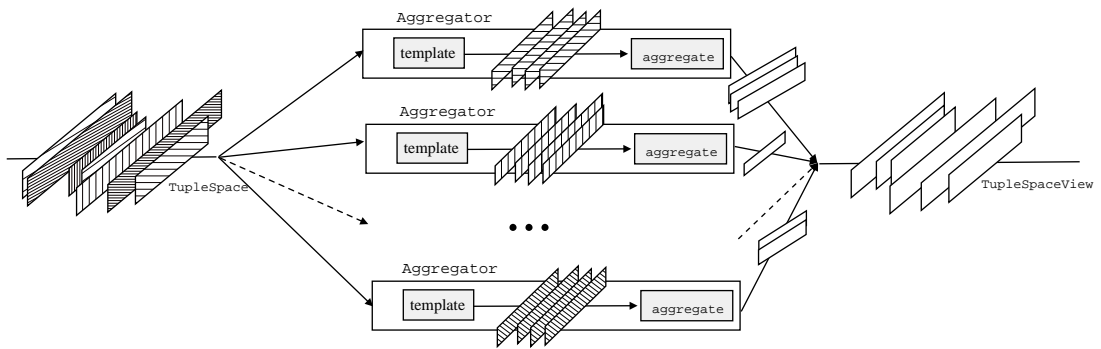 Aggregator
template
aggregate
Aggregator
template
aggregate
TupleSpace
TupleSpaceView
Aggregator
template
aggregate